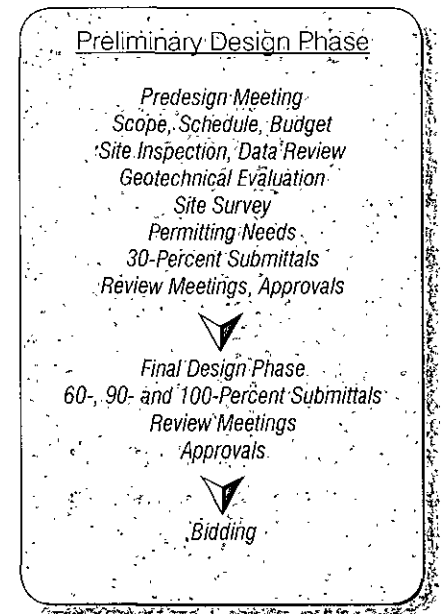 Preliminary Design Phase
Predesign Meeting
Scope, Schedule, Budget
Site Inspection, Data Review
Geotechnical Evaluation
Site Survey
Permitting Needs
30-Percent Submittals
Review Meetings, Approvals
Final Design Phase
60-, 90- and 100-Percent Submittals
Review Meetings
Approvals
Bidding